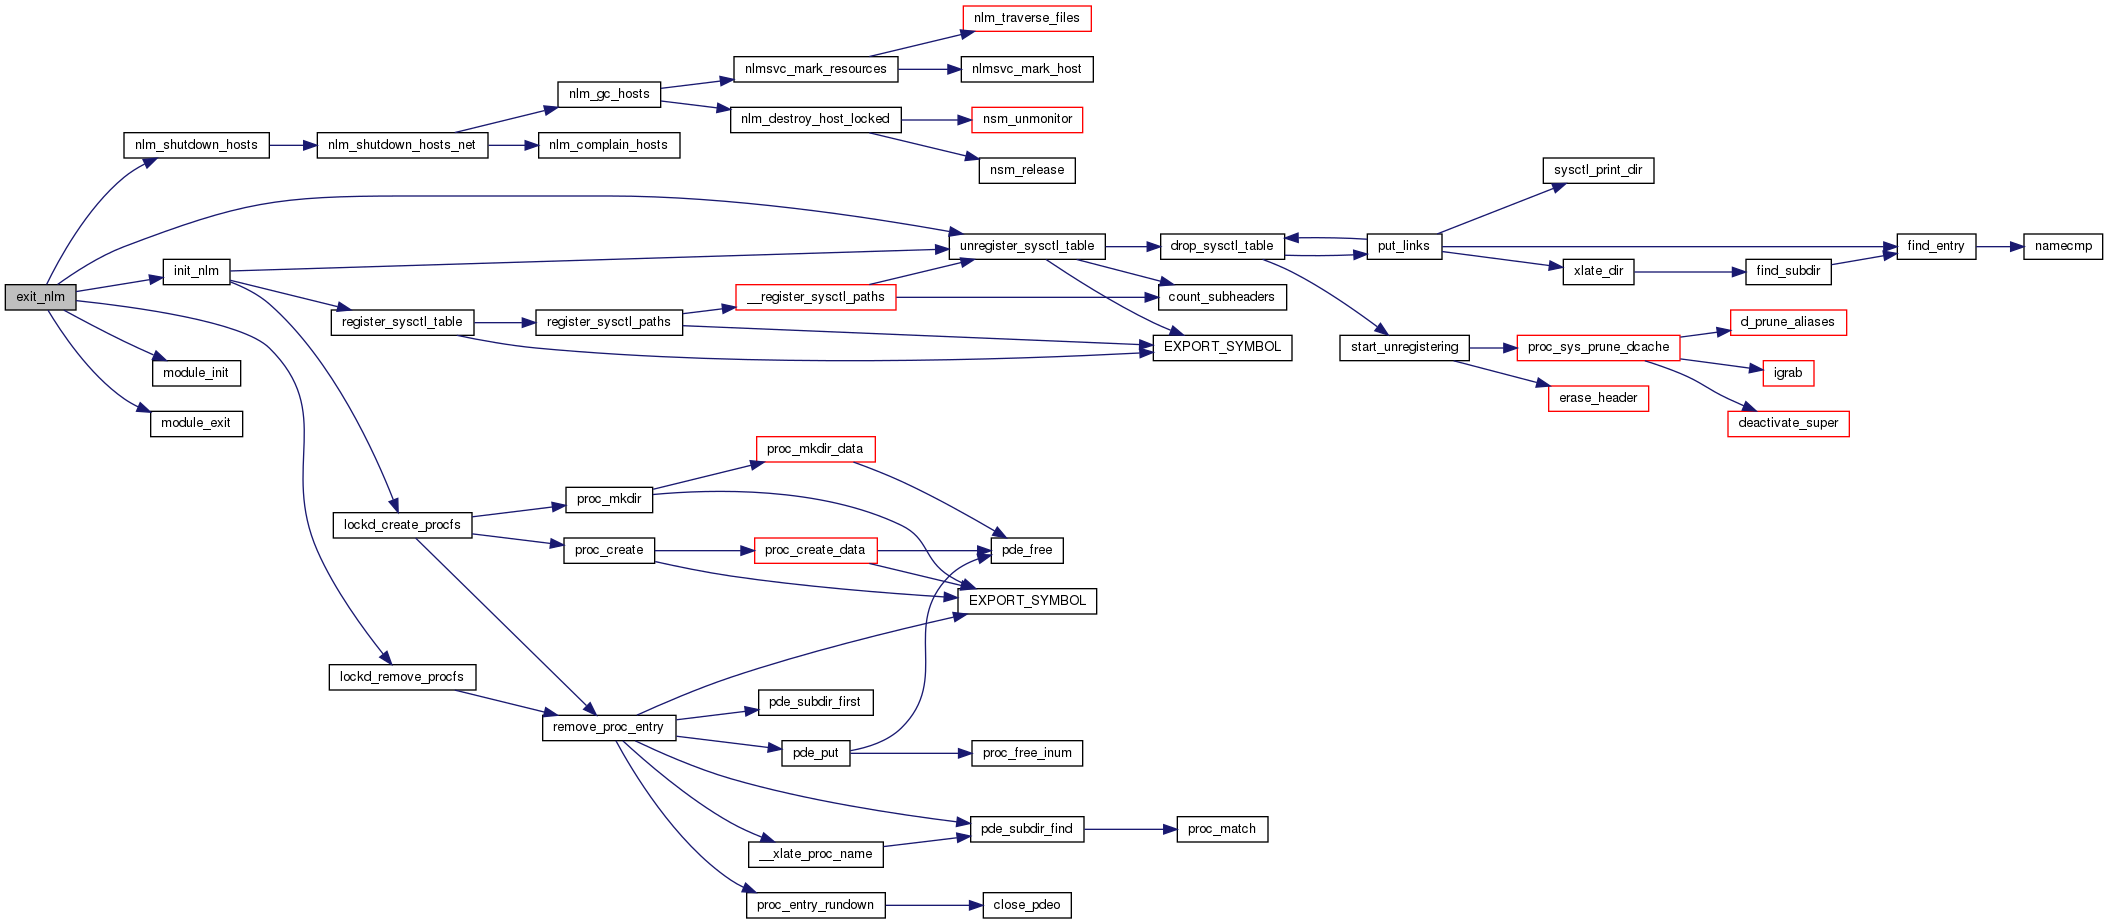 nlm_traverse_files
nlmsvc_mark_resources
nlmsvc_mark_host
nlm_gc_hosts
nlm_destroy_host_locked
nsm_unmonitor
nlm_shutdown_hosts
nlm_shutdown_hosts_net
nlm_complain_hosts
nsm_release
sysctl_print_dir
unregister_sysctl_table
drop_sysctl_table
put_links
find_entry
namecmp
init_nlm
xlate_dir
find_subdir
exit_nlm
__register_sysctl_paths
count_subheaders
register_sysctl_table
register_sysctl_paths
d_prune_aliases
EXPORT_SYMBOL
start_unregistering
proc_sys_prune_dcache
module_init
igrab
erase_header
module_exit
deactivate_super
proc_mkdir_data
proc_mkdir
lockd_create_procfs
proc_create
proc_create_data
pde_free
EXPORT_SYMBOL
lockd_remove_procfs
pde_subdir_first
remove_proc_entry
pde_put
proc_free_inum
pde_subdir_find
proc_match
__xlate_proc_name
proc_entry_rundown
close_pdeo